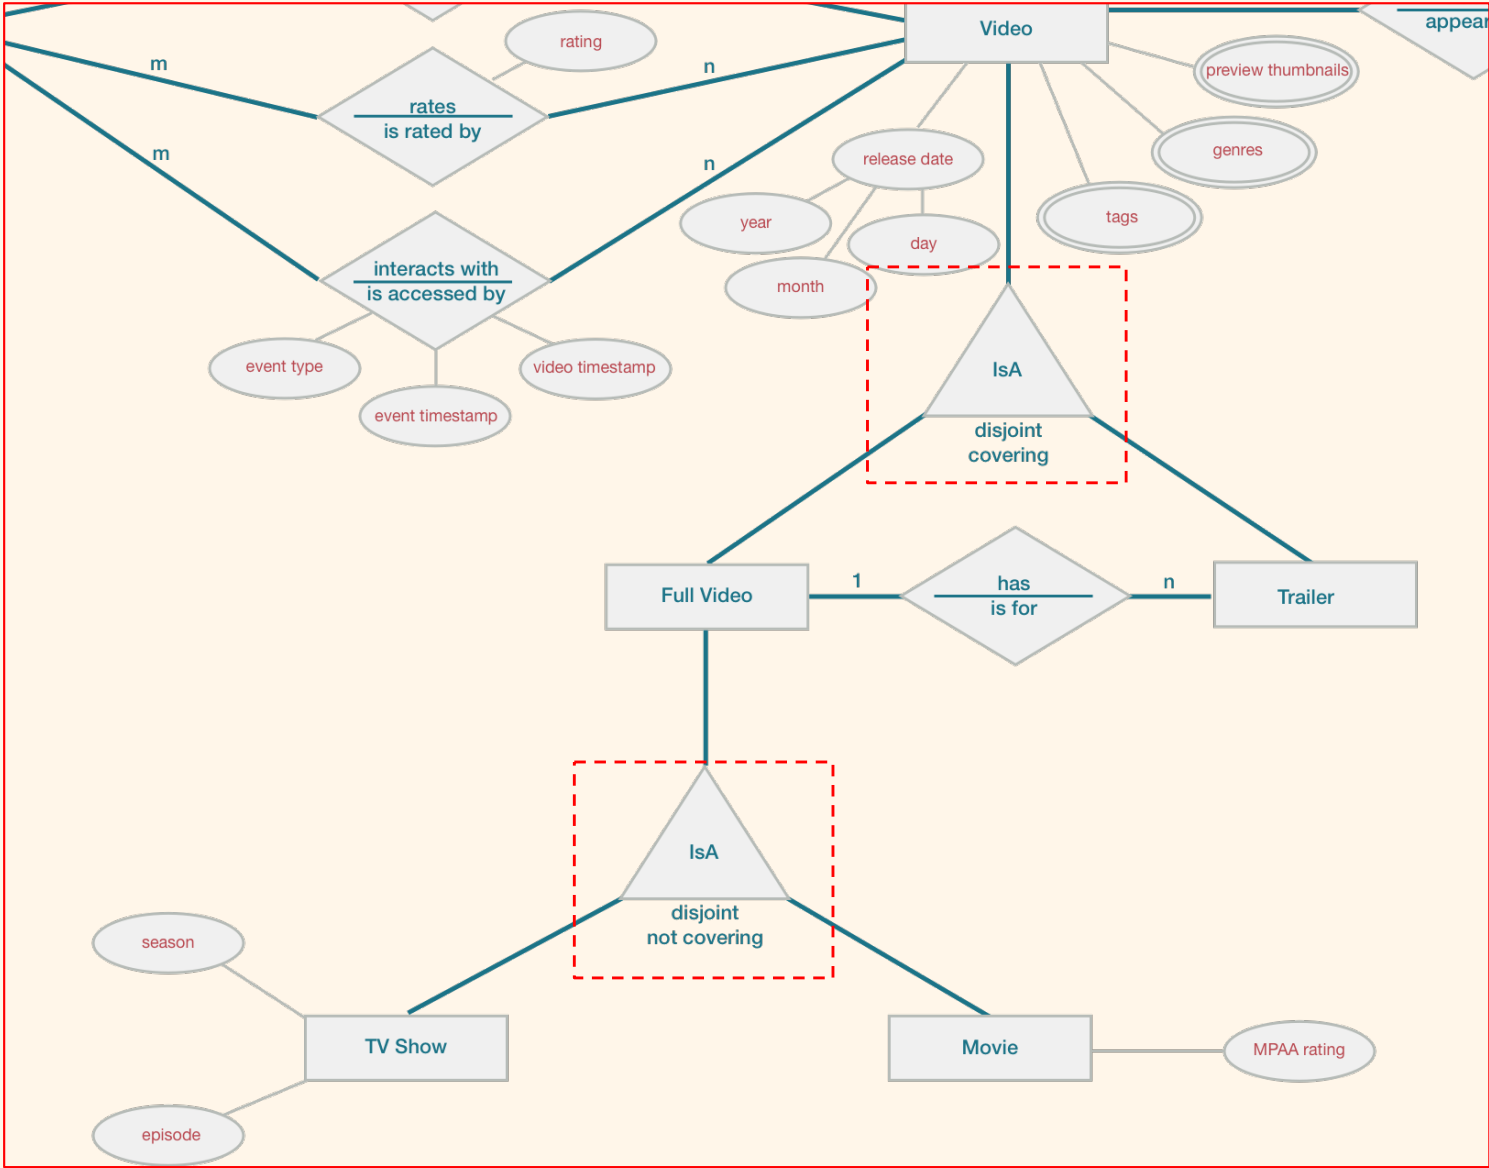 Video
appear
rating
m
n
rates
is rated by
preview thumbnails
genres
release date
tags
year
day
month
m
n
interacts with
is accessed by
event type
video timestamp
event timestamp
IsA
disjoint
covering
Full Video
1
has
is for
n
Trailer
IsA
disjoint
not covering
season
TV Show
episode
Movie
MPAA rating